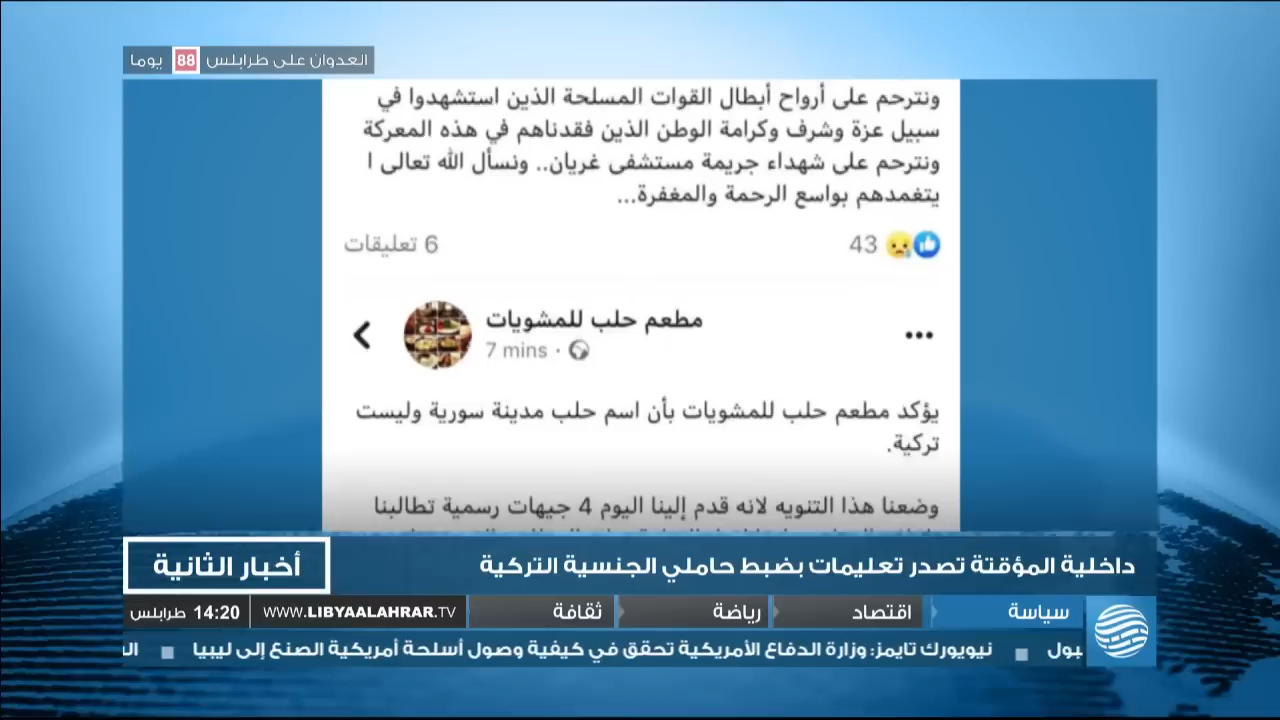 العدوان على طرابلس 88 يوما
ونترحم على أرواح أبطال القوات المسلحة الذين استشهدوا في
سبيل عزة وشرف وكرامة الوطن الذين فقدناهم في هذه المعركة
ونترحم على شهداء جريمة مستشفى غريان.. ونسأل الله تعالى ا
يتغمدهم بواسع الرحمة والمغفرة...
43
6 تعليقات
مطعم حلب للمشويات
7 mins ·
يؤكد مطعم حلب للمشويات بأن اسم حلب مدينة سورية وليست
تركية.
وضعنا هذا التنويه لانه قدم إلينا اليوم 4 جيهات رسمية تطالبنا
داخلية المؤقتة تصدر تعليمات بضبط حاملي الجنسية التركية
أخبار الثانية
سياسة
اقتصاد
رياضة
ثقافة
WWW.LIBYAALAHRAR.TV
14:20 طرابلس
نيويورك تايمز: وزارة الدفاع الأمريكية تحقق في كيفية وصول أسلحة أمريكية الصنع إلى ليبيا